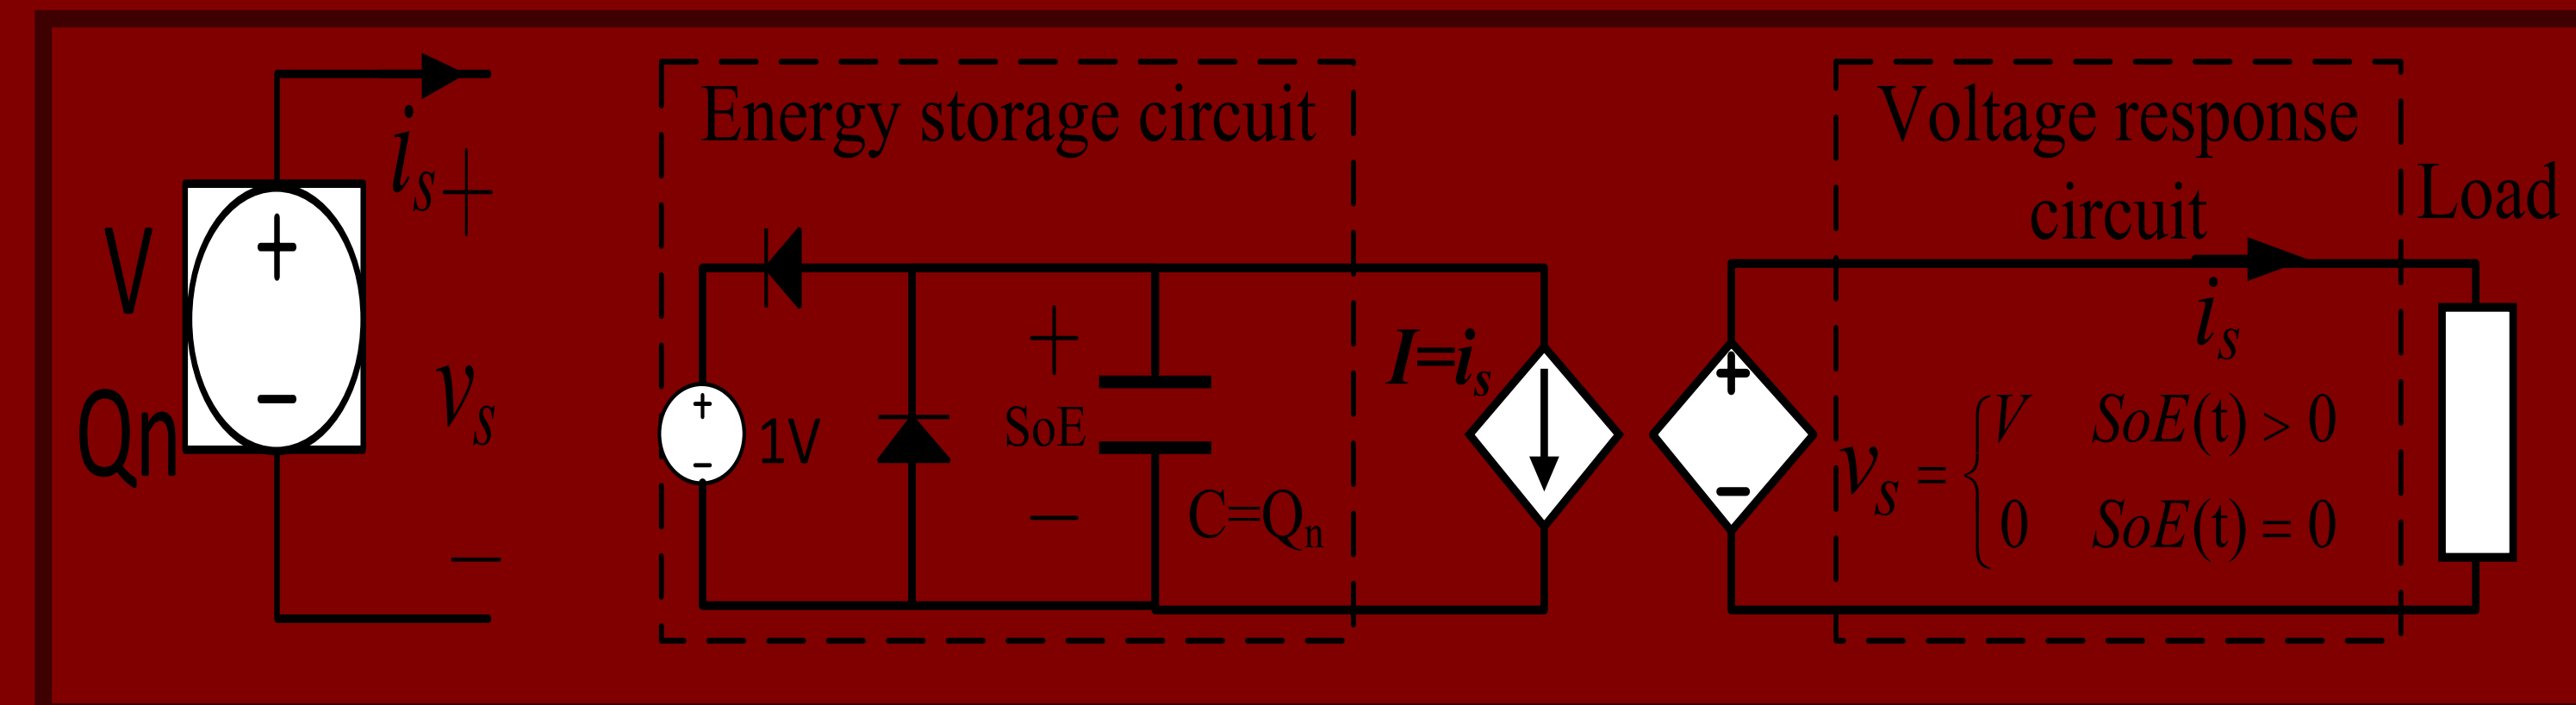 i_s
+
V
+
−
Qn
v_s
−
Energy storage circuit
+
−
1V
+
SoE
−
C=Q_n
I=i_s
+
−
Voltage response
circuit
i_s
v_s = { V SoE(t) > 0
0 SoE(t) = 0
Load